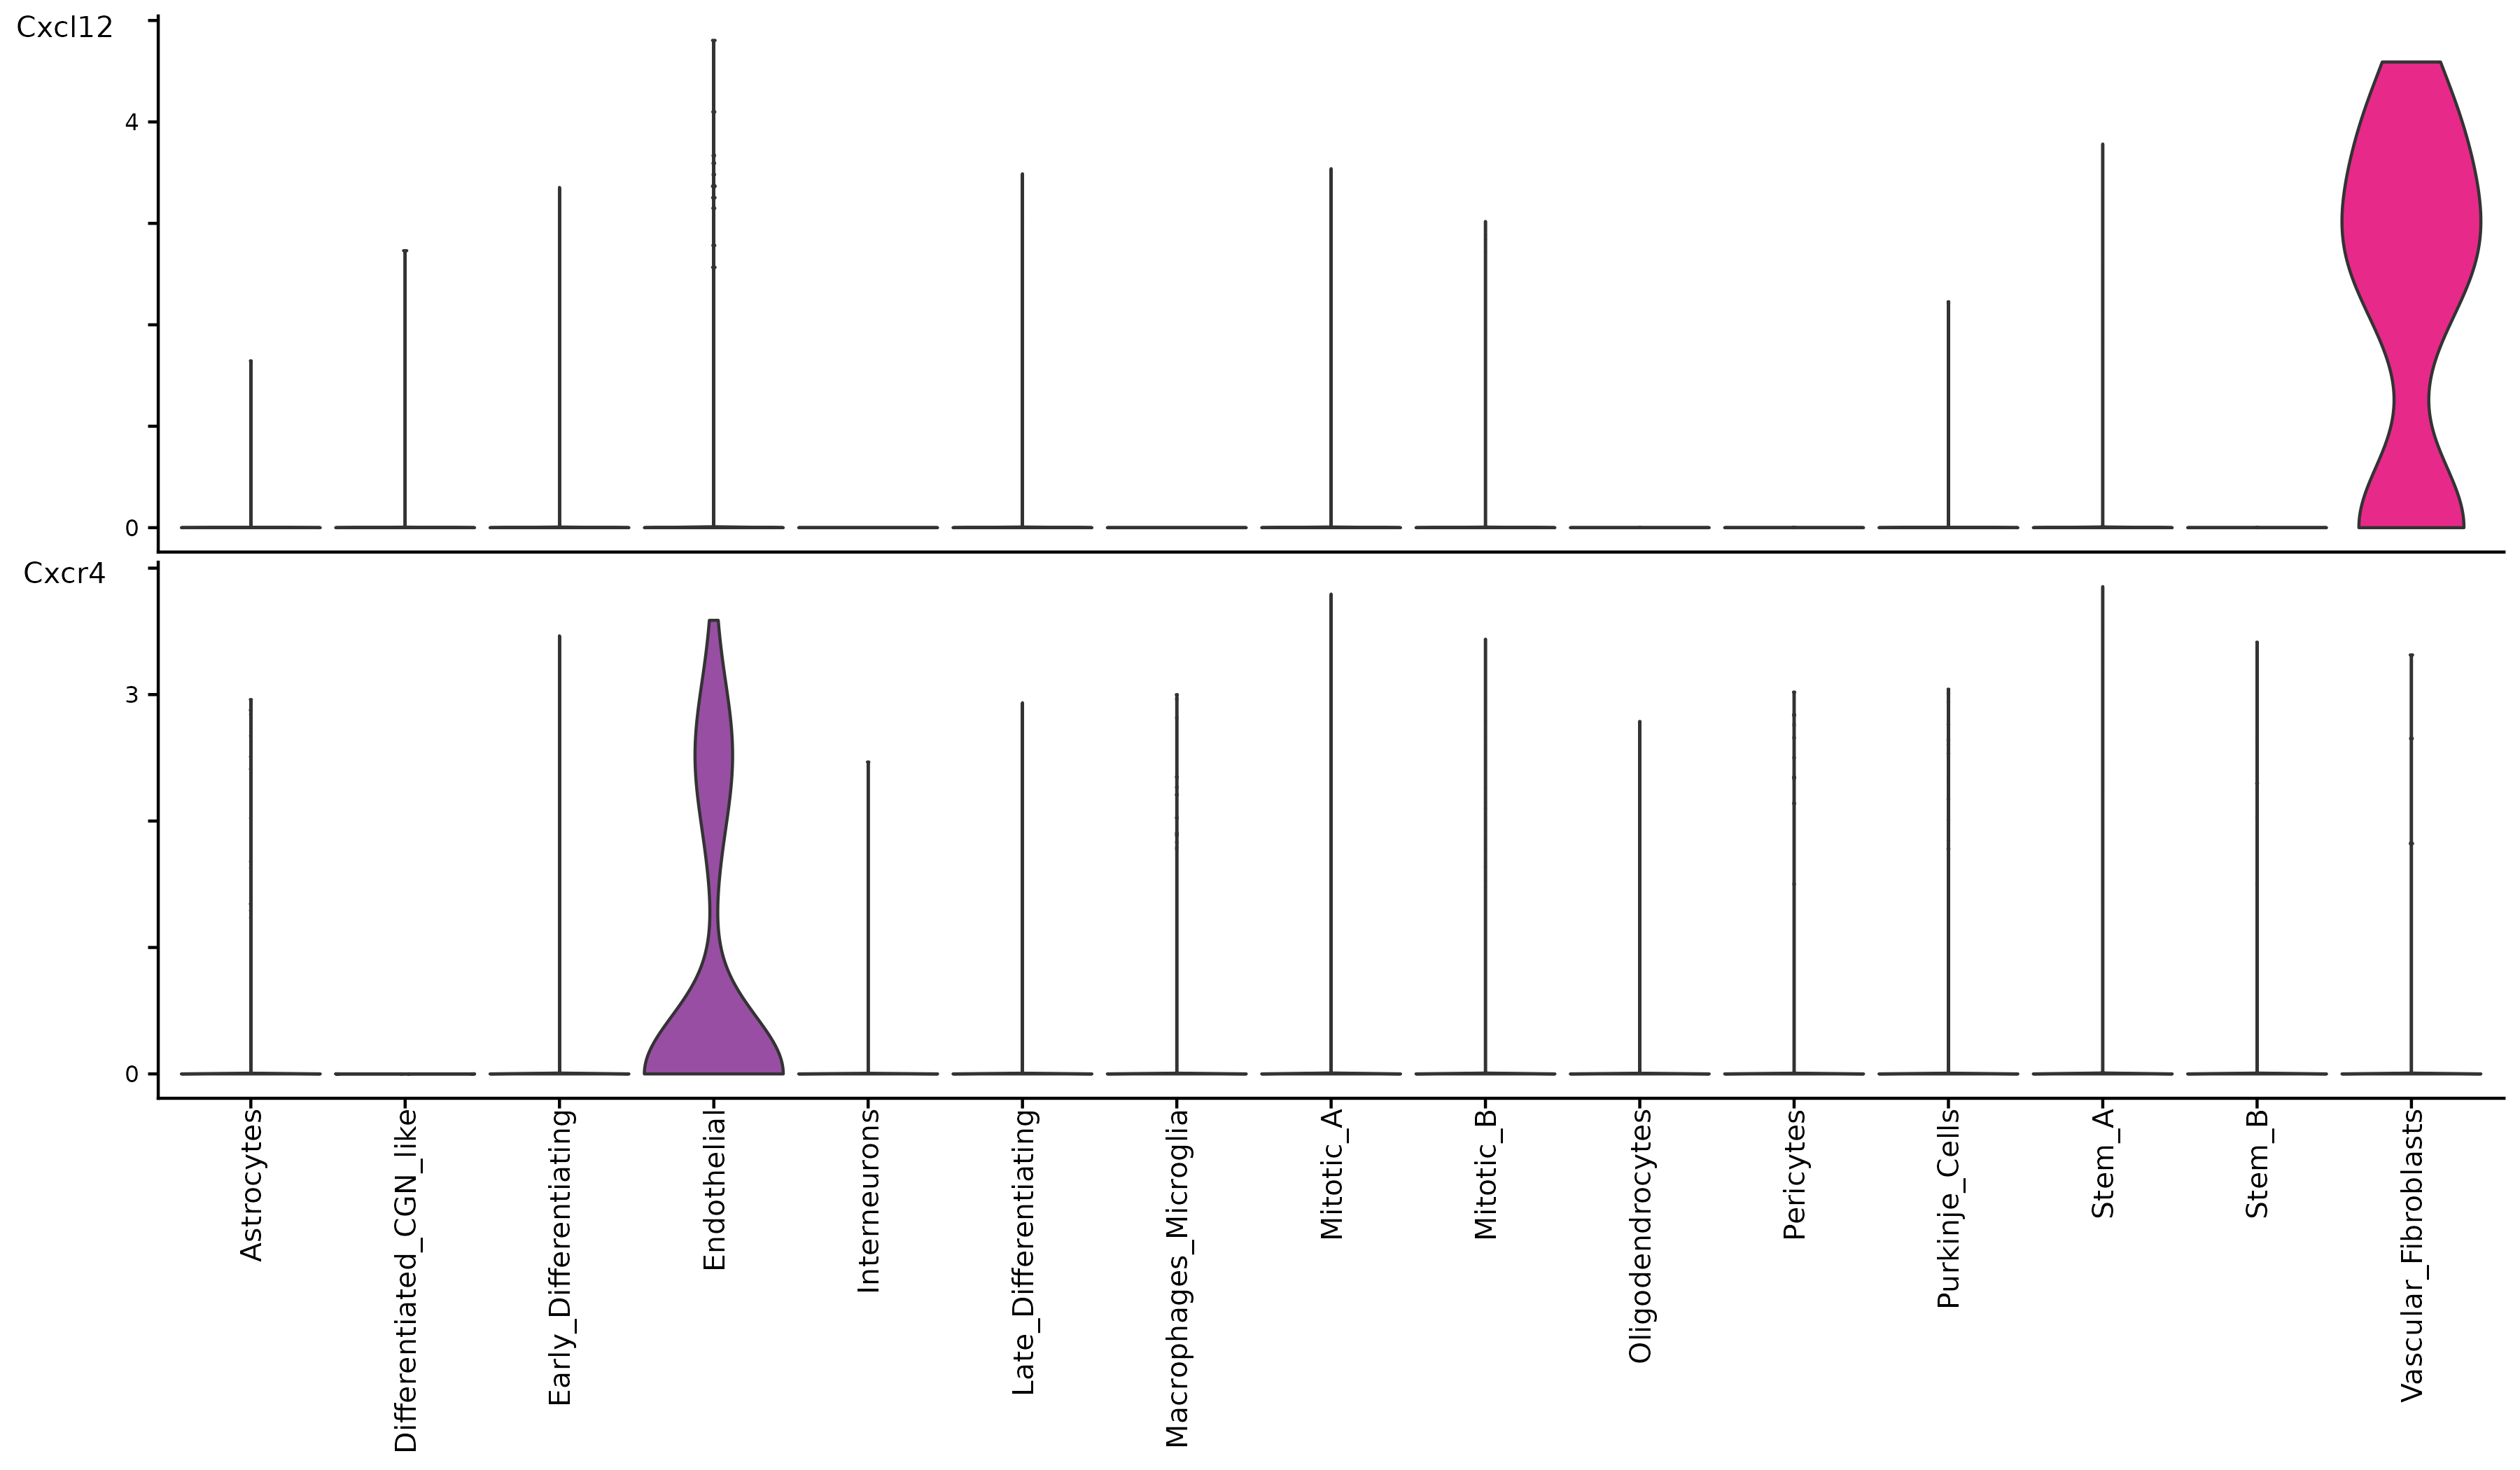 Cxcl12
4
0
Cxcr4
3
0
Astrocytes
Differentiated_CGN_like
Early_Differentiating
Endothelial
Interneurons
Late_Differentiating
Macrophages_Microglia
Mitotic_A
Mitotic_B
Oligodendrocytes
Pericytes
Purkinje_Cells
Stem_A
Stem_B
Vascular_Fibroblasts